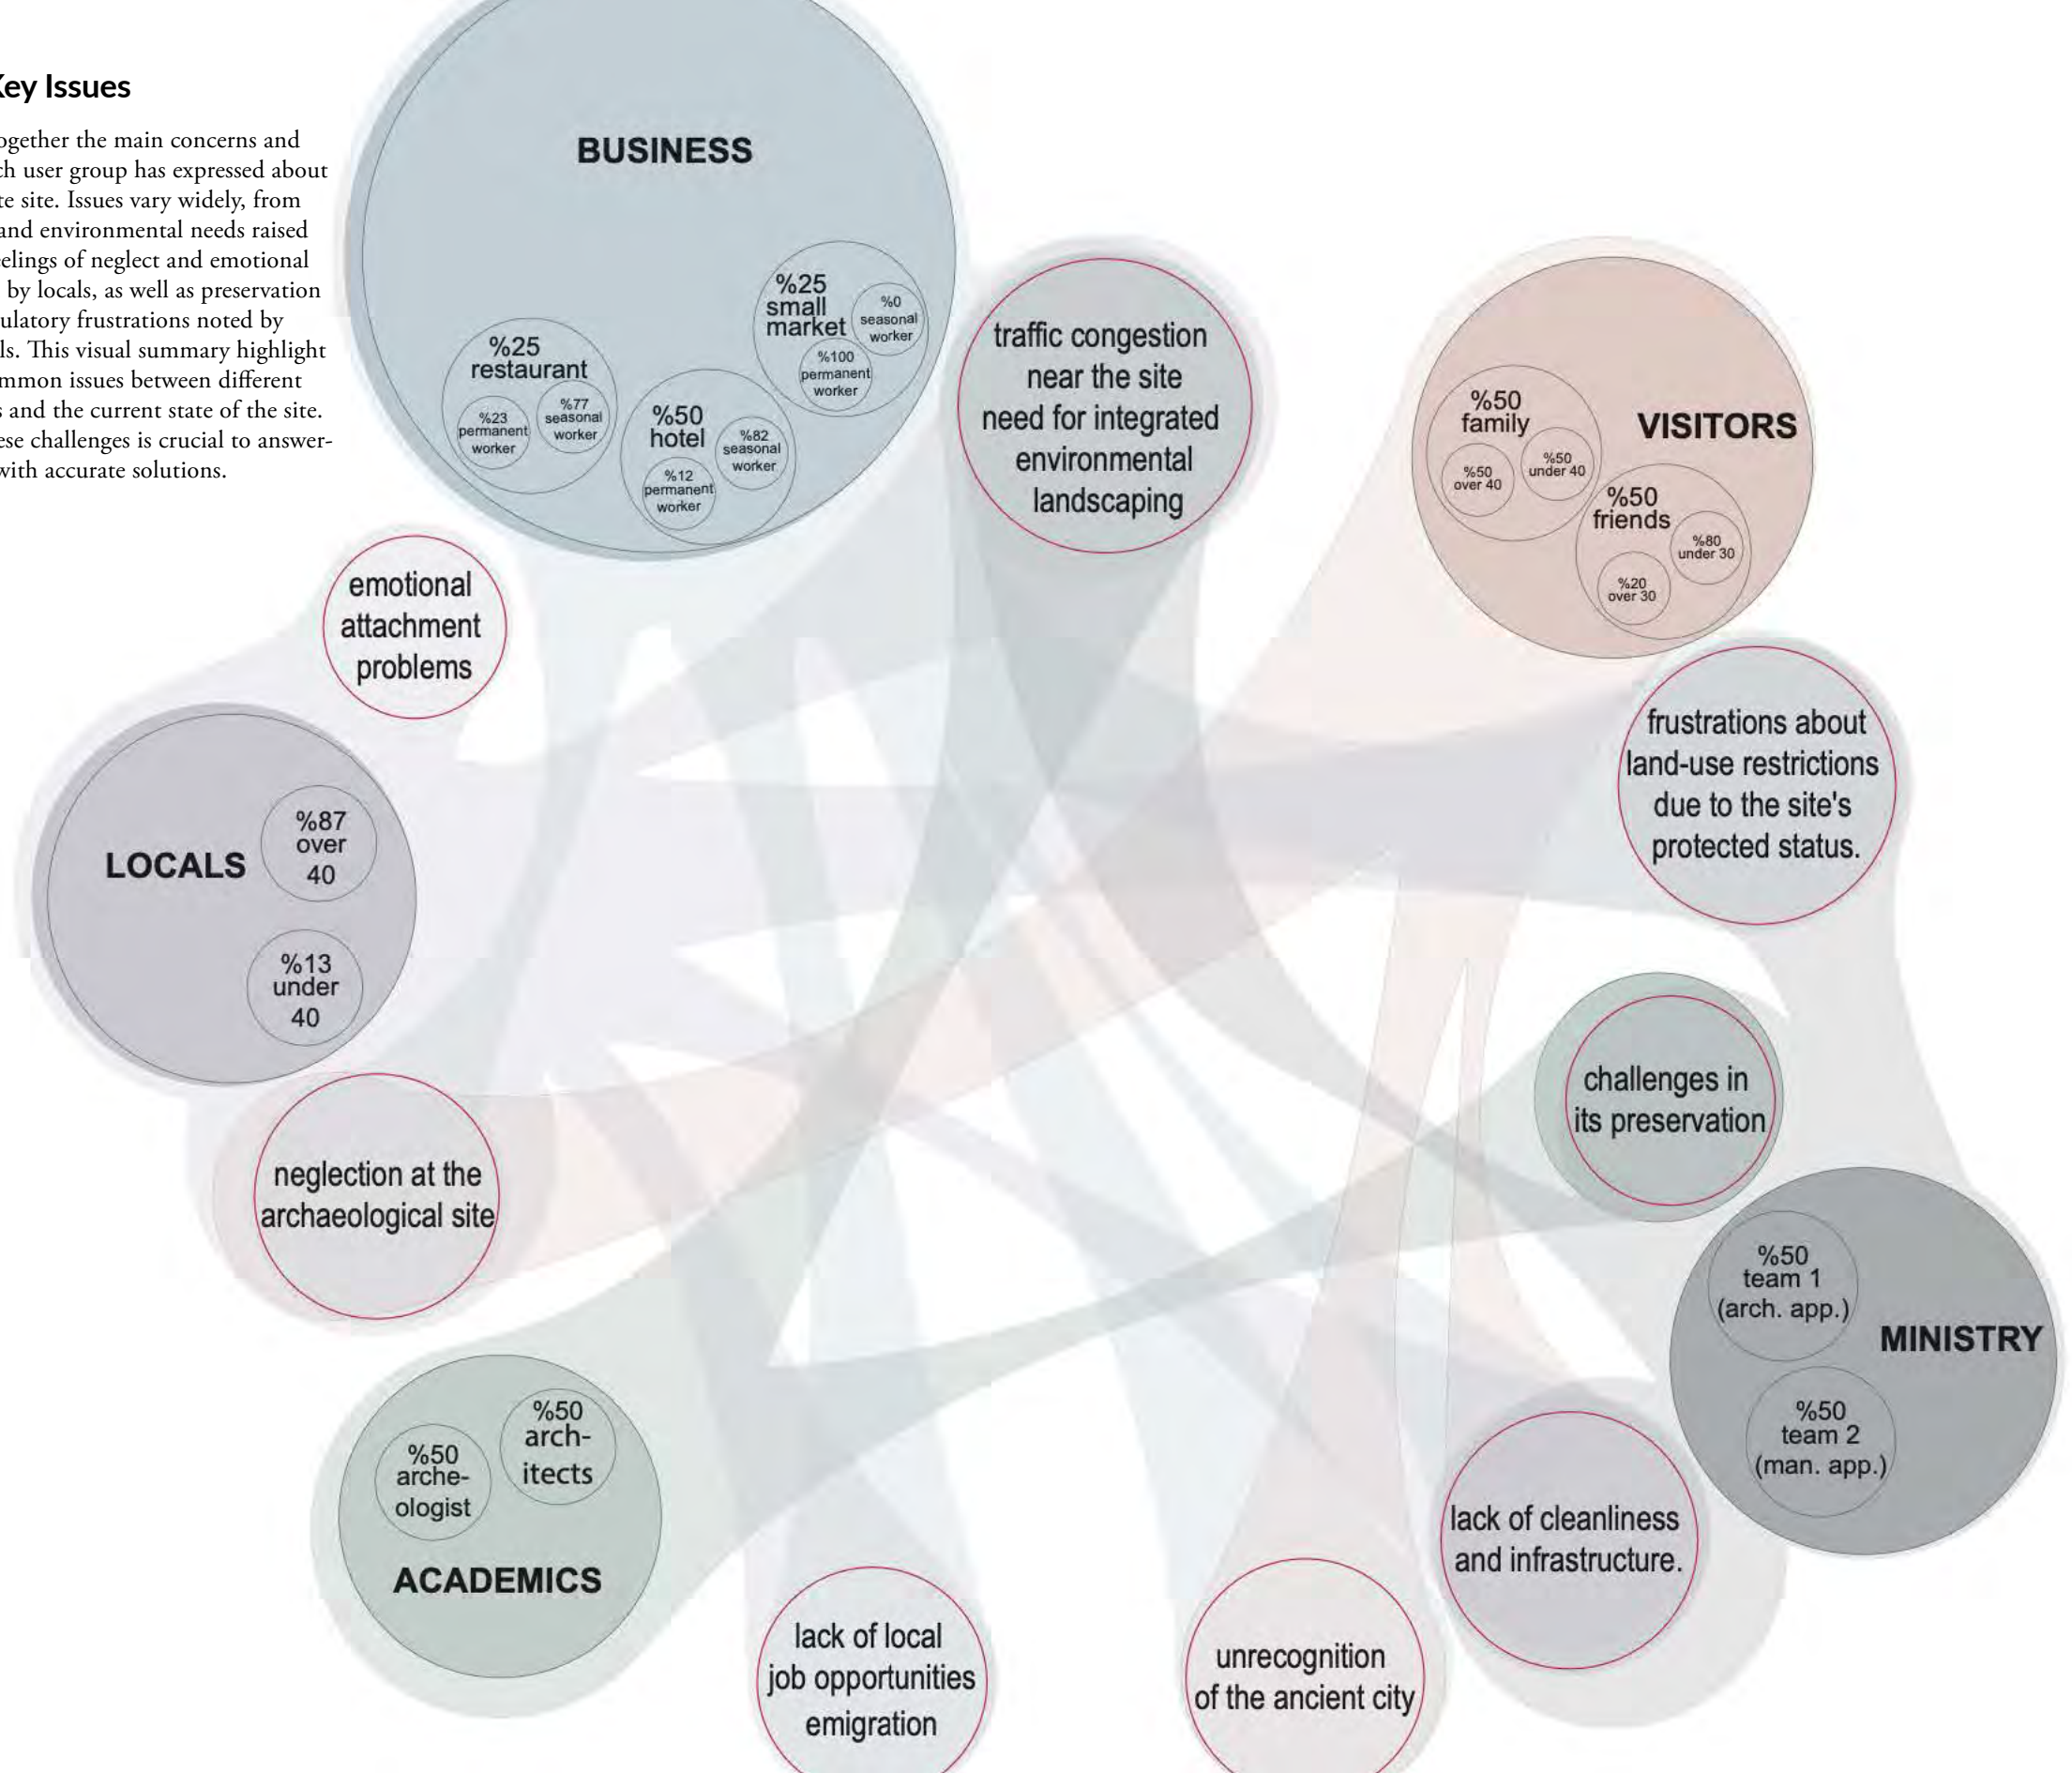 Key Issues
ogether the main concerns and
ch user group has expressed about
te site. Issues vary widely, from
and environmental needs raised
eelings of neglect and emotional
by locals, as well as preservation
ulatory frustrations noted by
ls. This visual summary highlight
mmon issues between different
s and the current state of the site.
ese challenges is crucial to answer-
with accurate solutions.
BUSINESS
%25
small
market
%0
seasonal
worker
%100
permanent
worker
%25
restaurant
%23
permanent
worker
%77
seasonal
worker
%50
hotel
%82
seasonal
worker
%12
permanent
worker
traffic congestion
near the site
need for integrated
environmental
landscaping
VISITORS
%50
family
%50
over 40
%50
under 40
%50
friends
%80
under 30
%20
over 30
emotional
attachment
problems
frustrations about
land-use restrictions
due to the site's
protected status.
LOCALS
%87
over
40
%13
under
40
challenges in
its preservation
neglection at the
archaeological site
MINISTRY
%50
team 1
(arch. app.)
%50
team 2
(man. app.)
ACADEMICS
%50
arche-
ologist
%50
arch-
itects
lack of cleanliness
and infrastructure.
lack of local
job opportunities
emigration
unrecognition
of the ancient city